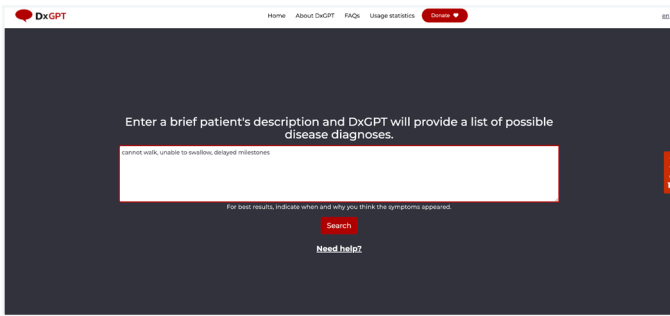 DxGPT
Home About DxGPT FAQs Usage statistics Donate
en
Enter a brief patient's description and DxGPT will provide a list of possible
disease diagnoses.
cannot walk, unable to swallow, delayed milestones
For best results, indicate when and why you think the symptoms appeared.
Search
Need help?